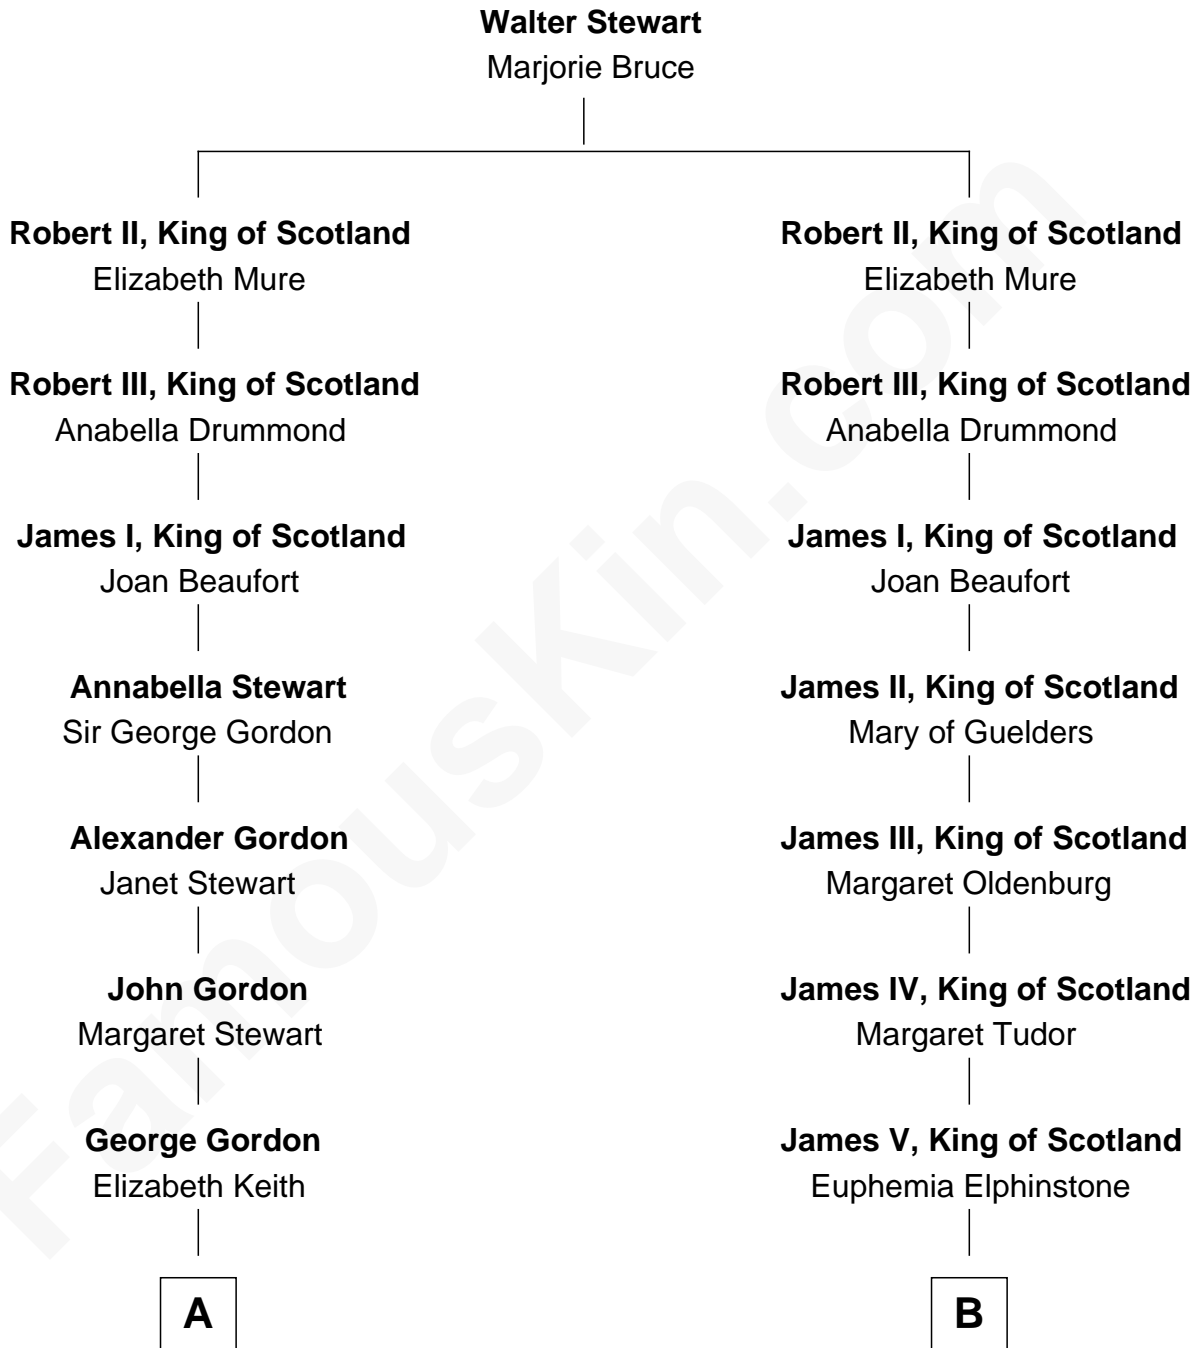 Walter Stewart
Marjorie Bruce
Robert II, King of Scotland
Elizabeth Mure
Robert II, King of Scotland
Elizabeth Mure
Robert III, King of Scotland
Anabella Drummond
Robert III, King of Scotland
Anabella Drummond
James I, King of Scotland
Joan Beaufort
James I, King of Scotland
Joan Beaufort
Annabella Stewart
Sir George Gordon
James II, King of Scotland
Mary of Guelders
Alexander Gordon
Janet Stewart
James III, King of Scotland
Margaret Oldenburg
John Gordon
Margaret Stewart
James IV, King of Scotland
Margaret Tudor
George Gordon
Elizabeth Keith
James V, King of Scotland
Euphemia Elphinstone
A
B
FamousKin.com